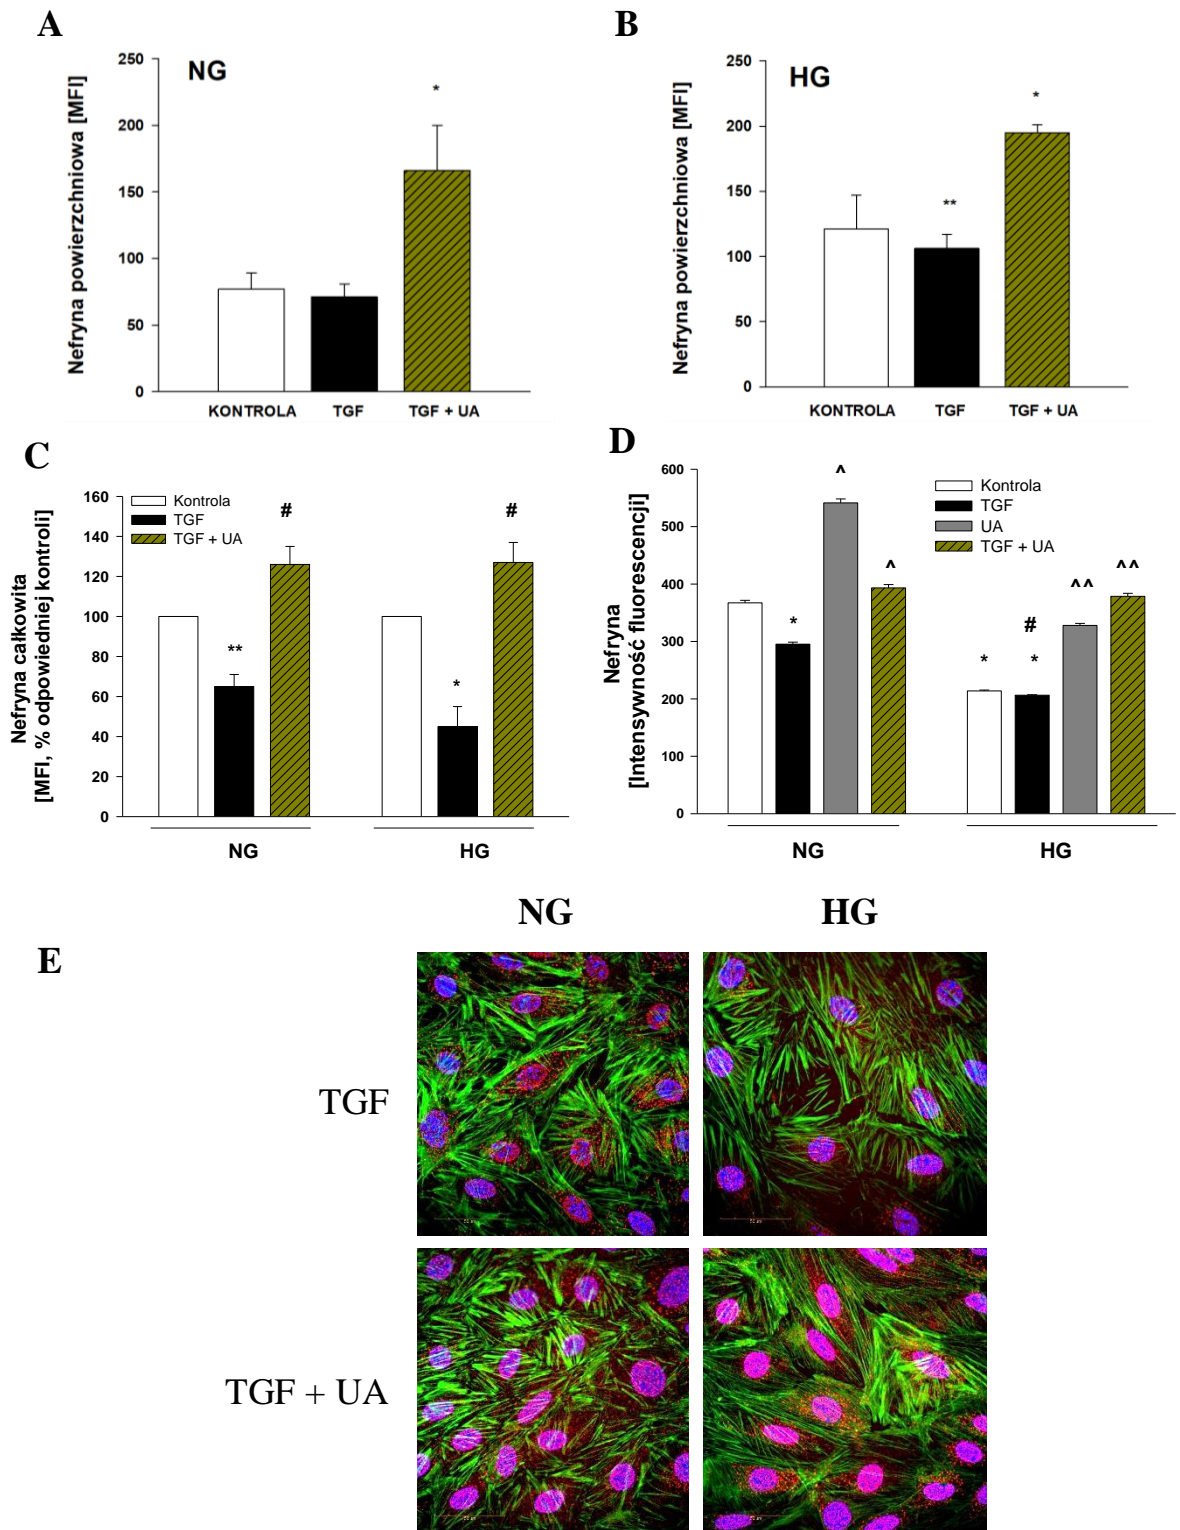 A
Nefryna powierzchniowa [MFI]
250
200
150
100
50
0
NG
*
KONTROLA TGF TGF + UA
B
Nefryna powierzchniowa [MFI]
250
200
150
100
50
0
HG
**
*
KONTROLA TGF TGF + UA
C
Nefryna całkowita
[MFI, % odpowiedniej kontroli]
160
140
120
100
80
60
40
20
0
Kontrola
TGF
TGF + UA
**
#
*
#
NG HG
D
Nefryna
[Intensywność fluorescencji]
600
500
400
300
200
100
0
Kontrola
TGF
UA
TGF + UA
*
^
^
*
#
*
^^
^^
NG HG
NG HG
E
TGF
TGF + UA